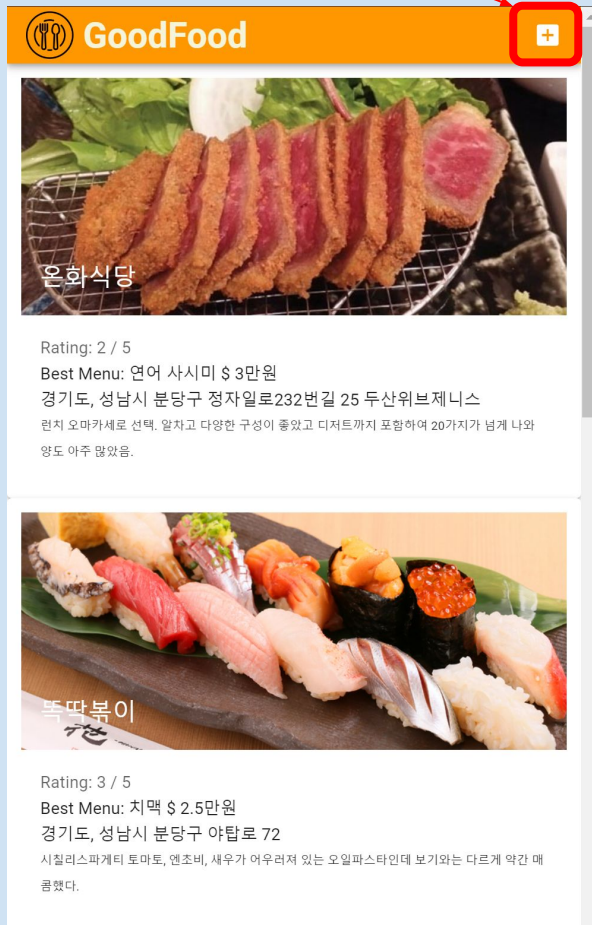 GoodFood
온화식당
Rating: 2 / 5
Best Menu: 연어 사시미 $ 3만원
경기도, 성남시 분당구 정자일로232번길 25 두산위브제니스
런치 오마카세로 선택. 알차고 다양한 구성이 좋았고 디저트까지 포함하여 20가지가 넘게 나와
양도 아주 많았음.
똑딱볶이
Rating: 3 / 5
Best Menu: 치맥 $ 2.5만원
경기도, 성남시 분당구 야탑로 72
시칠리스파게티 토마토, 엔초비, 새우가 어우러져 있는 오일파스타인데 보기와는 다르게 약간 매
콤했다.